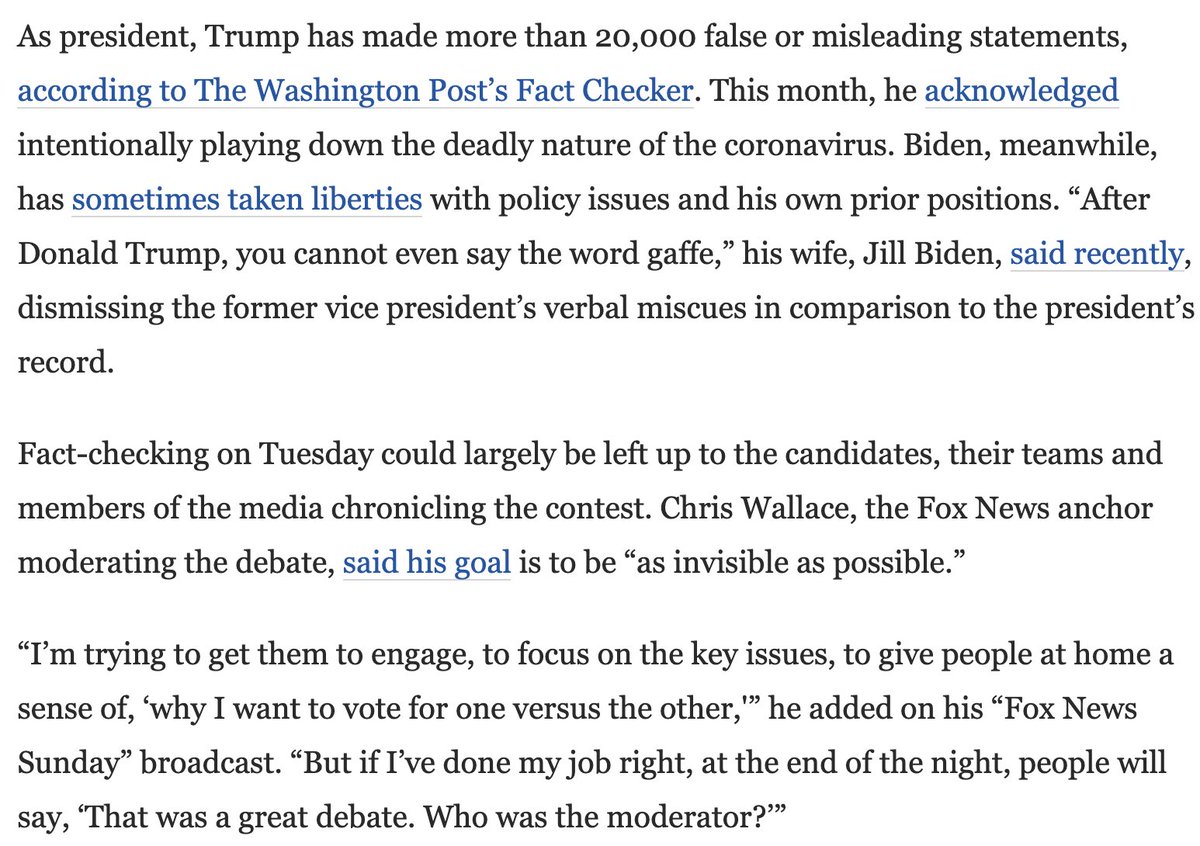 As president, Trump has made more than 20,000 false or misleading statements,
according to The Washington Post’s Fact Checker. This month, he acknowledged
intentionally playing down the deadly nature of the coronavirus. Biden, meanwhile,
has sometimes taken liberties with policy issues and his own prior positions. “After
Donald Trump, you cannot even say the word gaffe,” his wife, Jill Biden, said recently,
dismissing the former vice president’s verbal miscues in comparison to the president’s
record.
Fact-checking on Tuesday could largely be left up to the candidates, their teams and
members of the media chronicling the contest. Chris Wallace, the Fox News anchor
moderating the debate, said his goal is to be “as invisible as possible.”
“I’m trying to get them to engage, to focus on the key issues, to give people at home a
sense of, ‘why I want to vote for one versus the other,'” he added on his “Fox News
Sunday” broadcast. “But if I’ve done my job right, at the end of the night, people will
say, ‘That was a great debate. Who was the moderator?’”